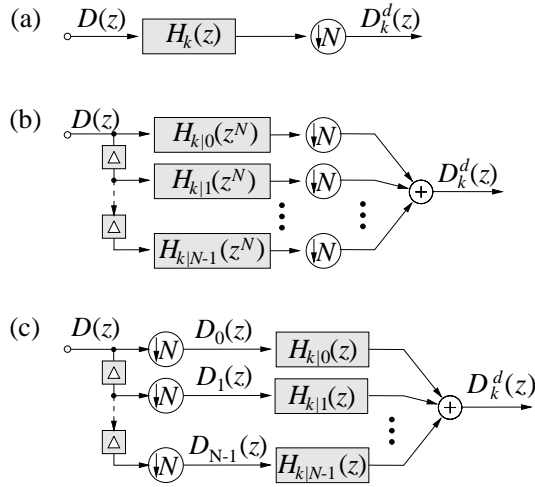 (a) D(z) H_k(z) ↓N D_k^d(z)
(b) D(z) H_{k|0}(z^N) ↓N
Δ
H_{k|1}(z^N) ↓N + D_k^d(z)
Δ
H_{k|N-1}(z^N) ↓N
(c) D(z) ↓N D_0(z) H_{k|0}(z)
Δ
↓N D_1(z) H_{k|1}(z) + D_k^d(z)
Δ
↓N D_{N-1}(z) H_{k|N-1}(z)